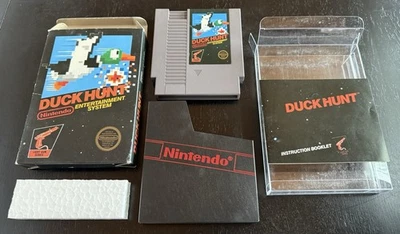 DUCK HUNT
Nintendo
ENTERTAINMENT
SYSTEM
DUCK HUNT
Nintendo®
DUCK HUNT
INSTRUCTION BOOKLET